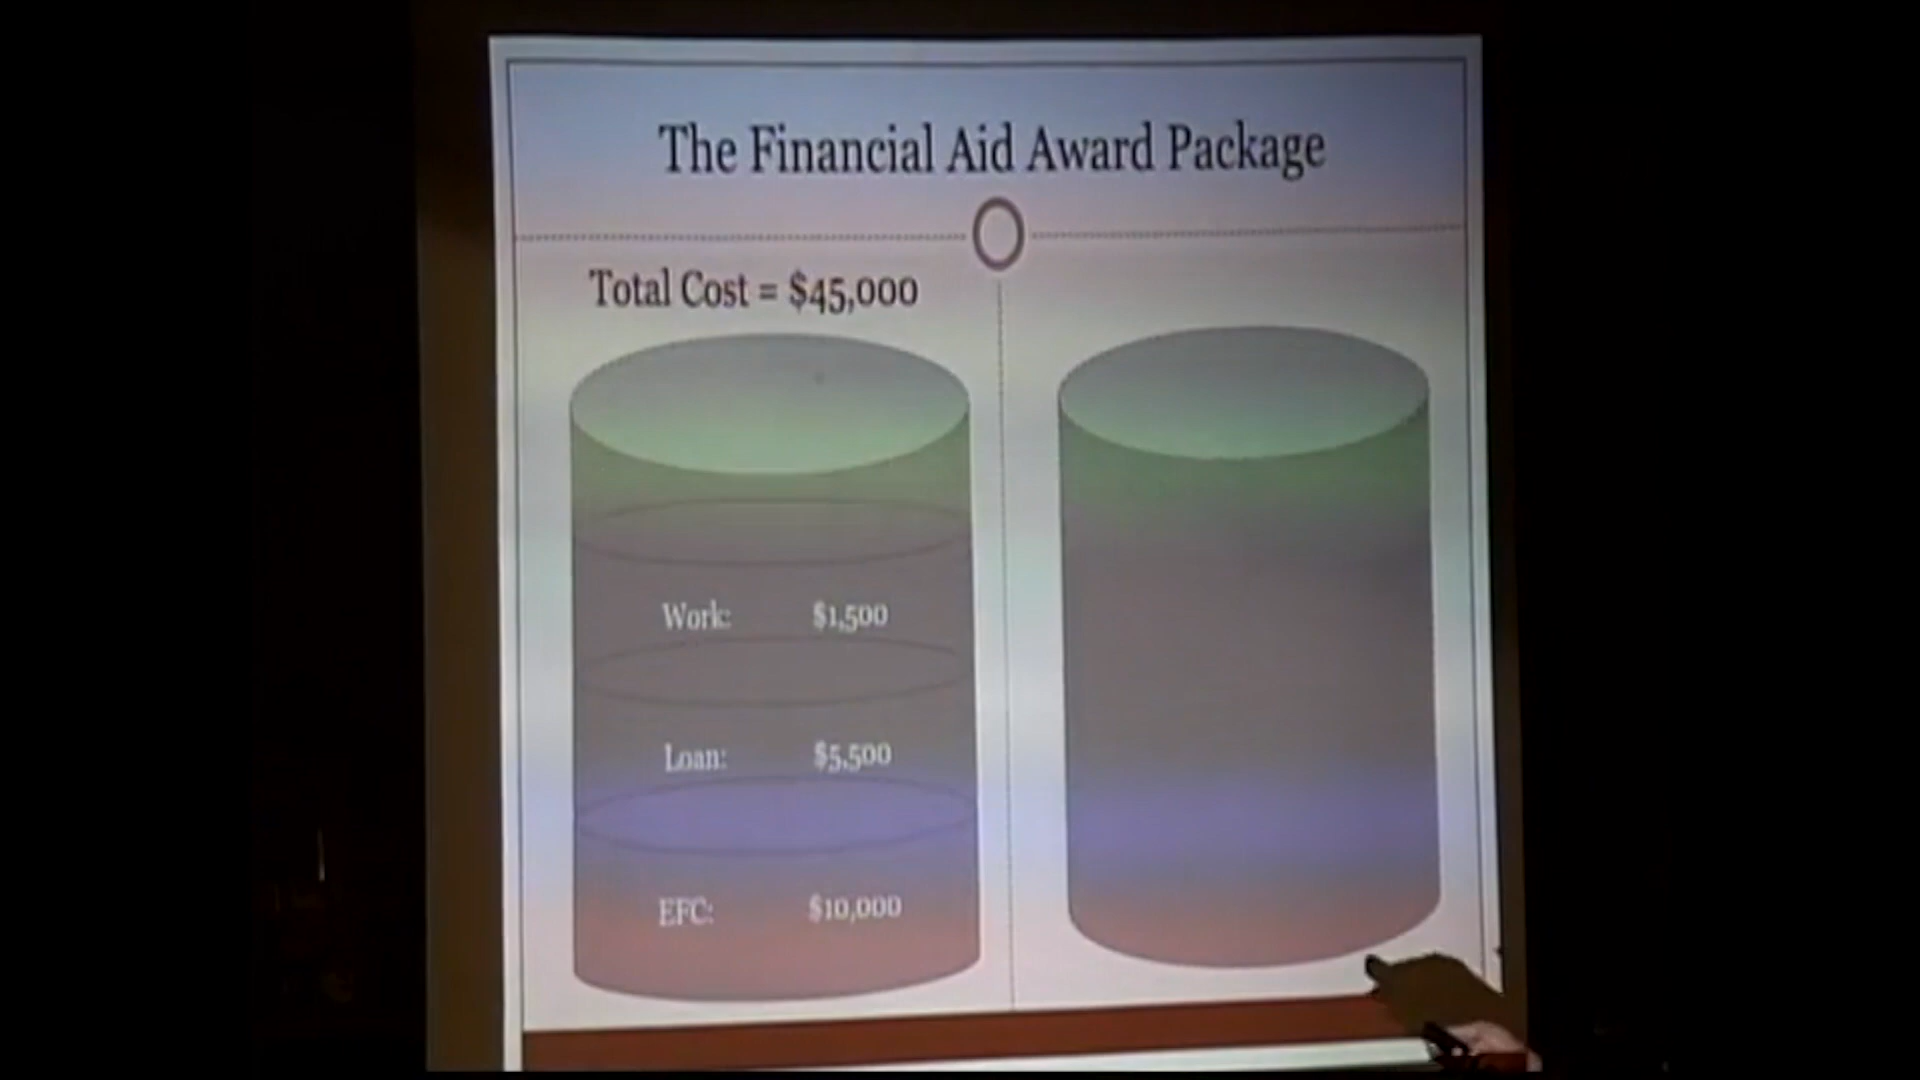 The Financial Aid Award Package
Total Cost = $45,000
Work: $1,500
Loan: $5,500
EFC: $10,000